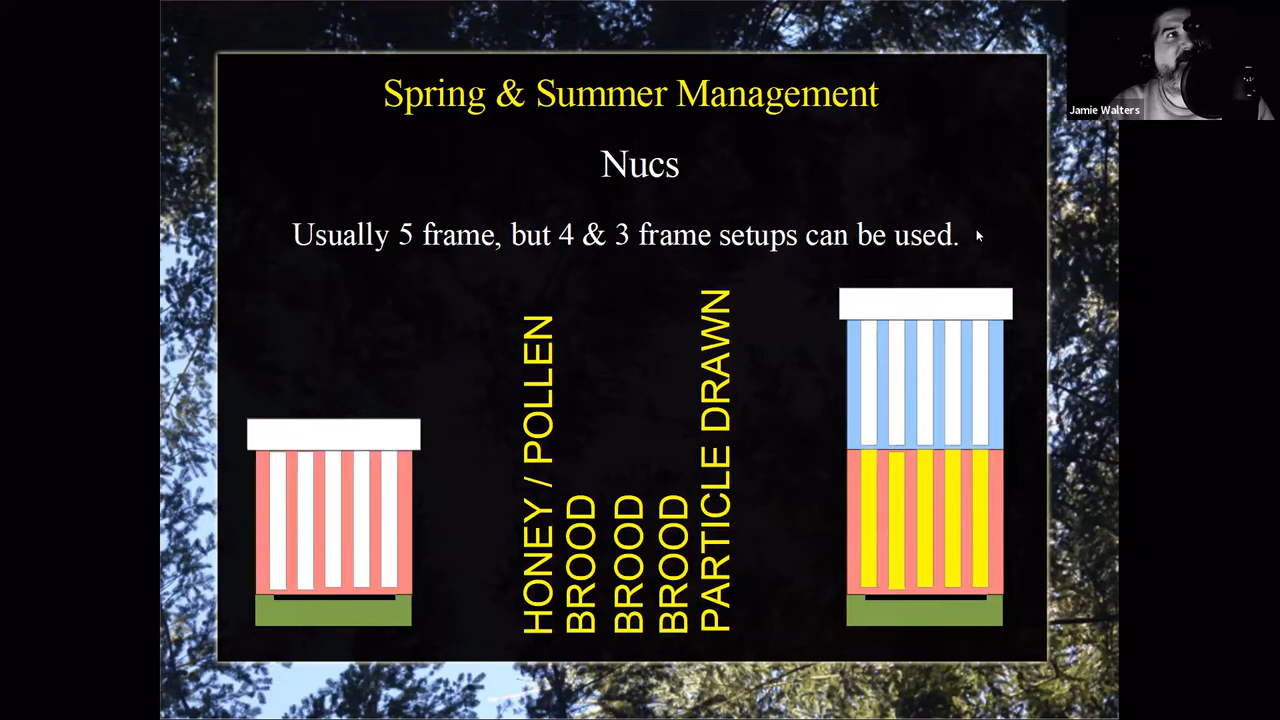 Spring & Summer Management
Jamie Walters
Nucs
Usually 5 frame, but 4 & 3 frame setups can be used.
HONEY / POLLEN
BROOD
BROOD
BROOD
PARTICLE DRAWN